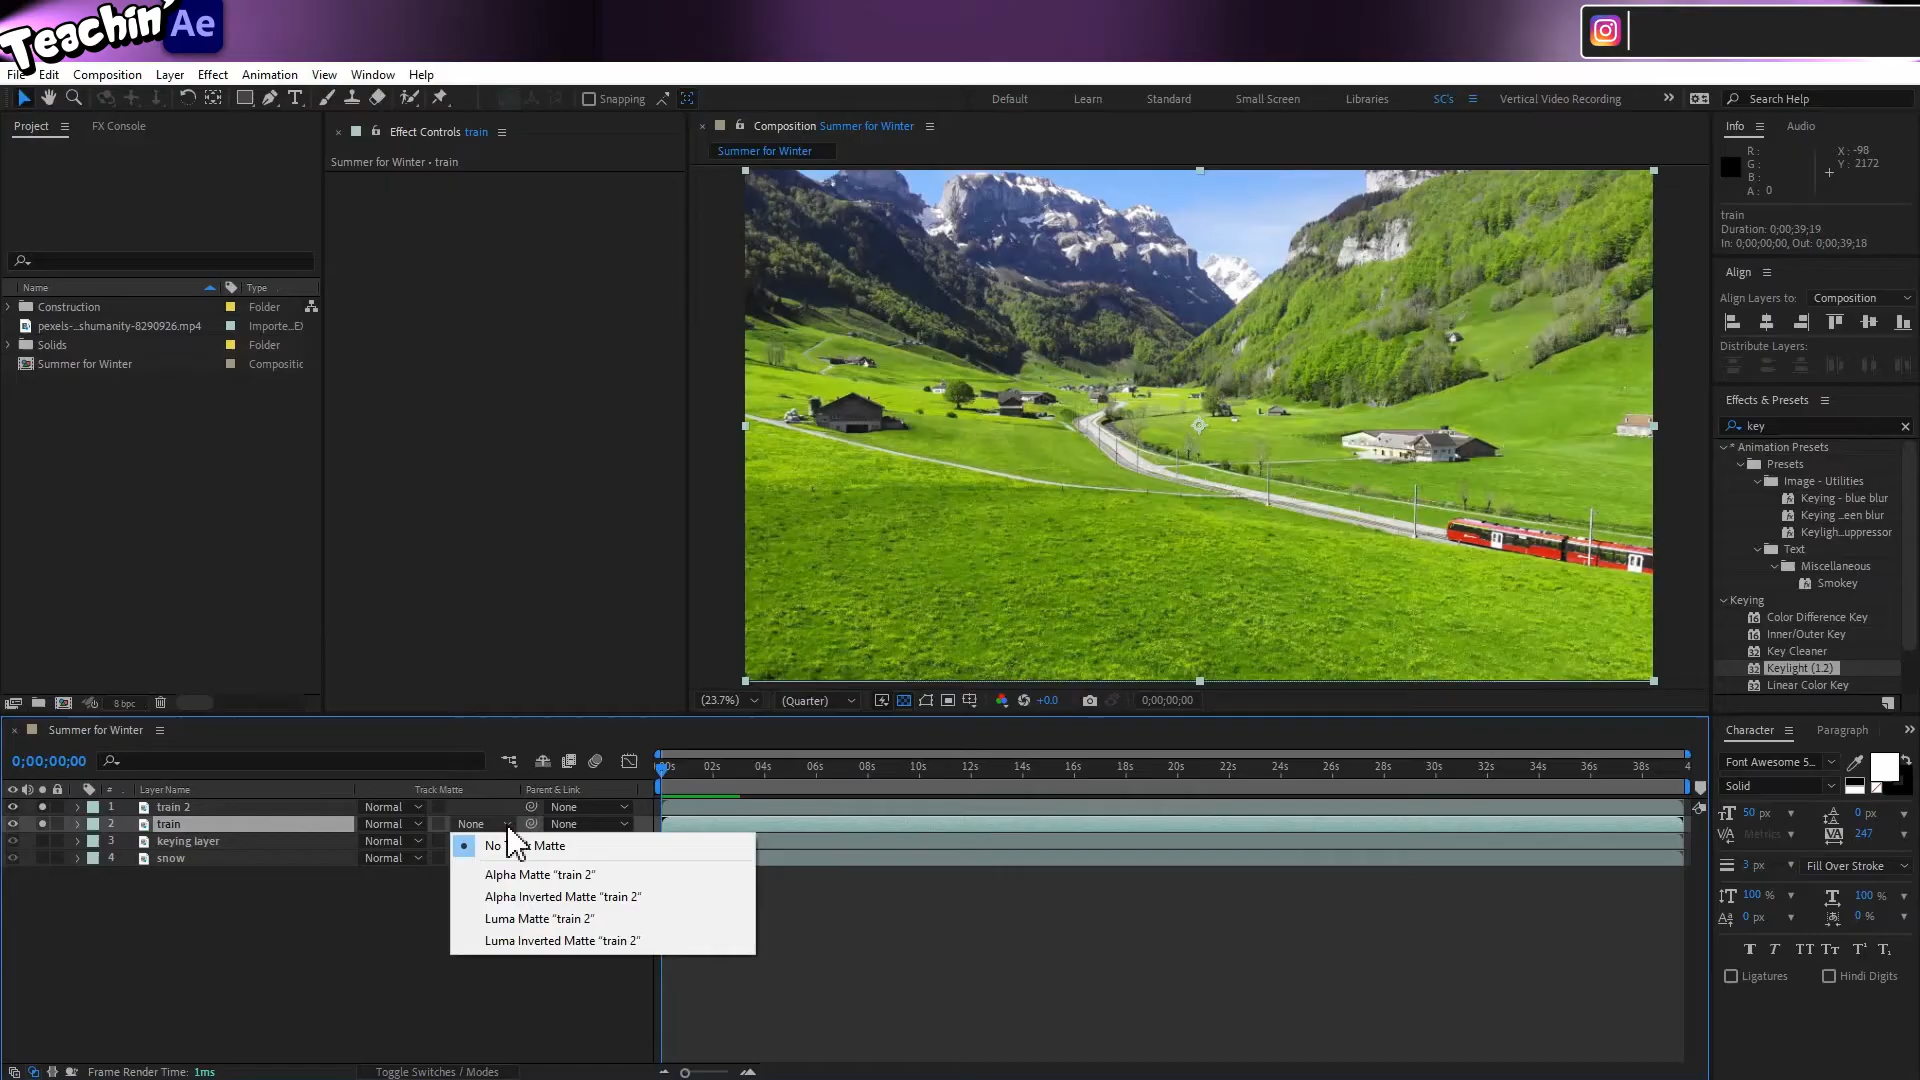 Teachin' Ae
File Edit Composition Layer Effect Animation View Window Help
Snapping
Default Learn Standard Small Screen Libraries SC's Vertical Video Recording Search Help
Project FX Console
Effect Controls train
Summer for Winter • train
Composition Summer for Winter
Summer for Winter
Info Audio
R :
G :
B :
A : 0
X : -98
Y : 2172
train
Duration: 0;00;39;19
In: 0;00;00;00, Out: 0;00;39;18
Align
Align Layers to: Composition
Distribute Layers:
Effects & Presets
key
* Animation Presets
Presets
Image - Utilities
Keying - blue blur
Keying ...een blur
Keyligh...uppressor
Text
Miscellaneous
Smokey
Keying
Color Difference Key
Inner/Outer Key
Key Cleaner
Keylight (1.2)
Linear Color Key
Name Type
Construction Folder
pexels-...shumanity-8290926.mp4 Importe...E)
Solids Folder
Summer for Winter Compositic
8 bpc
(23.7%) (Quarter) +0.0 0;00;00;00
Summer for Winter
0;00;00;00
# Layer Name Track Matte Parent & Link
00s 02s 04s 06s 08s 10s 12s 14s 16s 18s 20s 22s 24s 26s 28s 30s 32s 34s 36s 38s 4
1 train 2 Normal None
2 train Normal None None
3 keying layer Normal
4 snow Normal
Matte
Alpha Matte “train 2”
Alpha Inverted Matte “train 2”
Luma Matte “train 2”
Luma Inverted Matte “train 2”
Frame Render Time: 1ms Toggle Switches / Modes
Character Paragraph
Font Awesome 5...
Solid
50 px 0 px
Metrics 247
3 px Fill Over Stroke
100 % 100 %
0 px 0 %
T T TT Tr T¹ T₁
Ligatures Hindi Digits